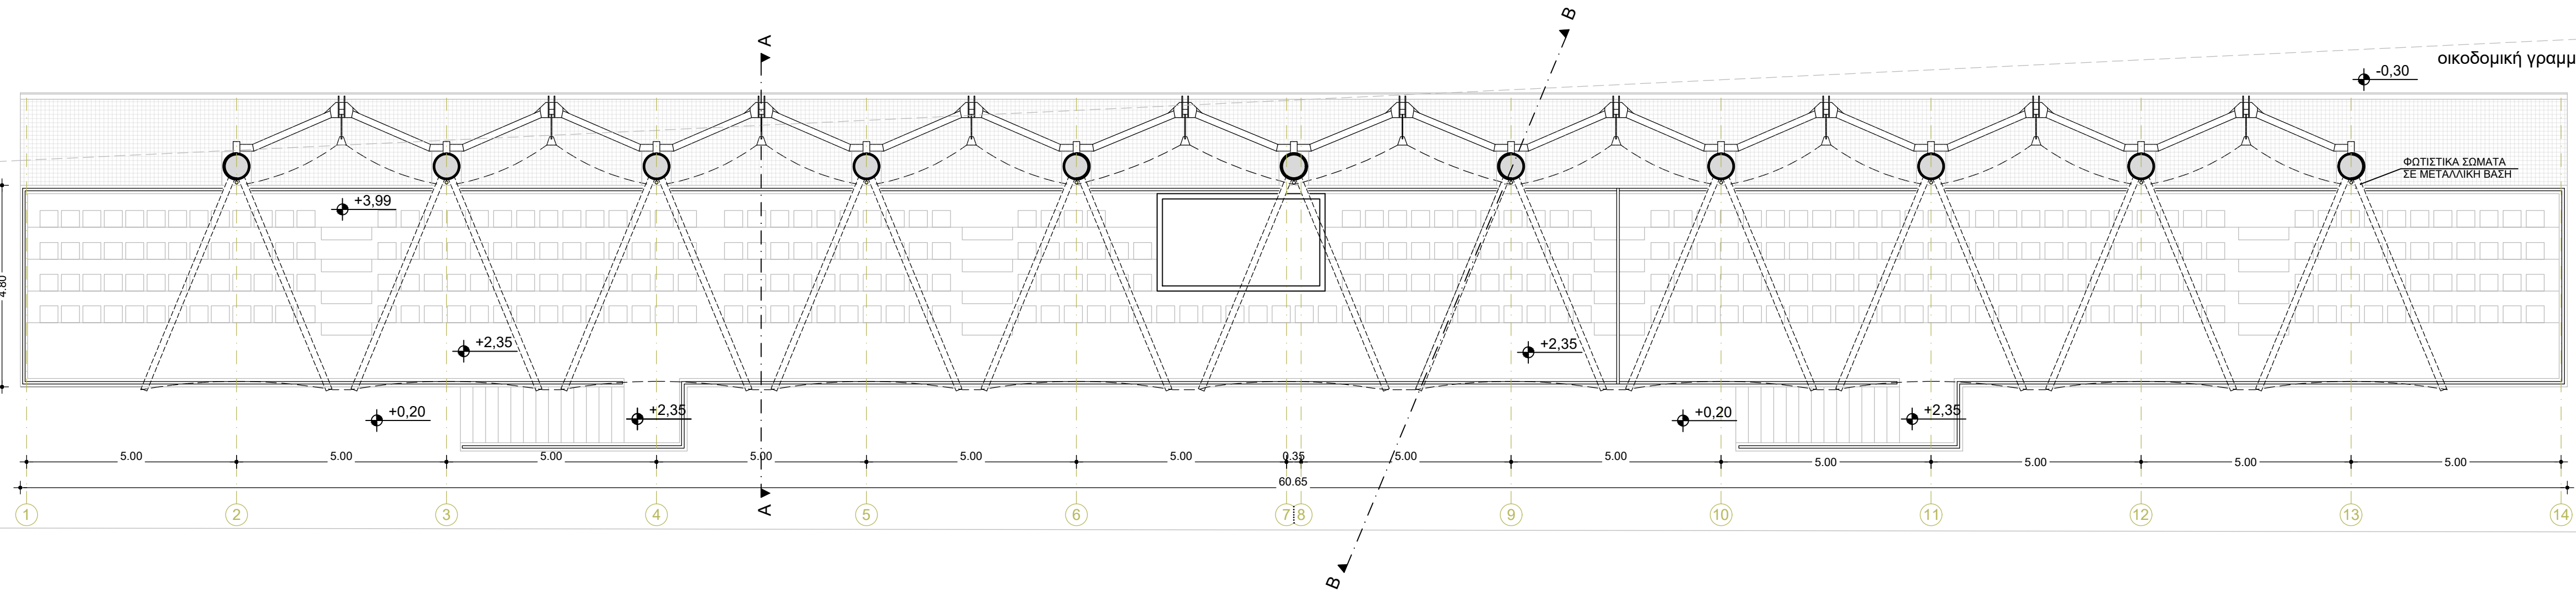 B
A
οικοδομική γραμμ
-0,30
ΦΩΤΙΣΤΙΚΑ ΣΩΜΑΤΑ
ΣΕ ΜΕΤΑΛΛΙΚΗ ΒΑΣΗ
+3,99
4.80
+2,35
+2,35
+0,20
+2,35
+0,20
+2,35
5.00 5.00 5.00 5.00 5.00 5.00 0.35 5.00 5.00 5.00 5.00 5.00 5.00
60.65
A
1 2 3 4 5 6 7 8 9 10 11 12 13 14
B